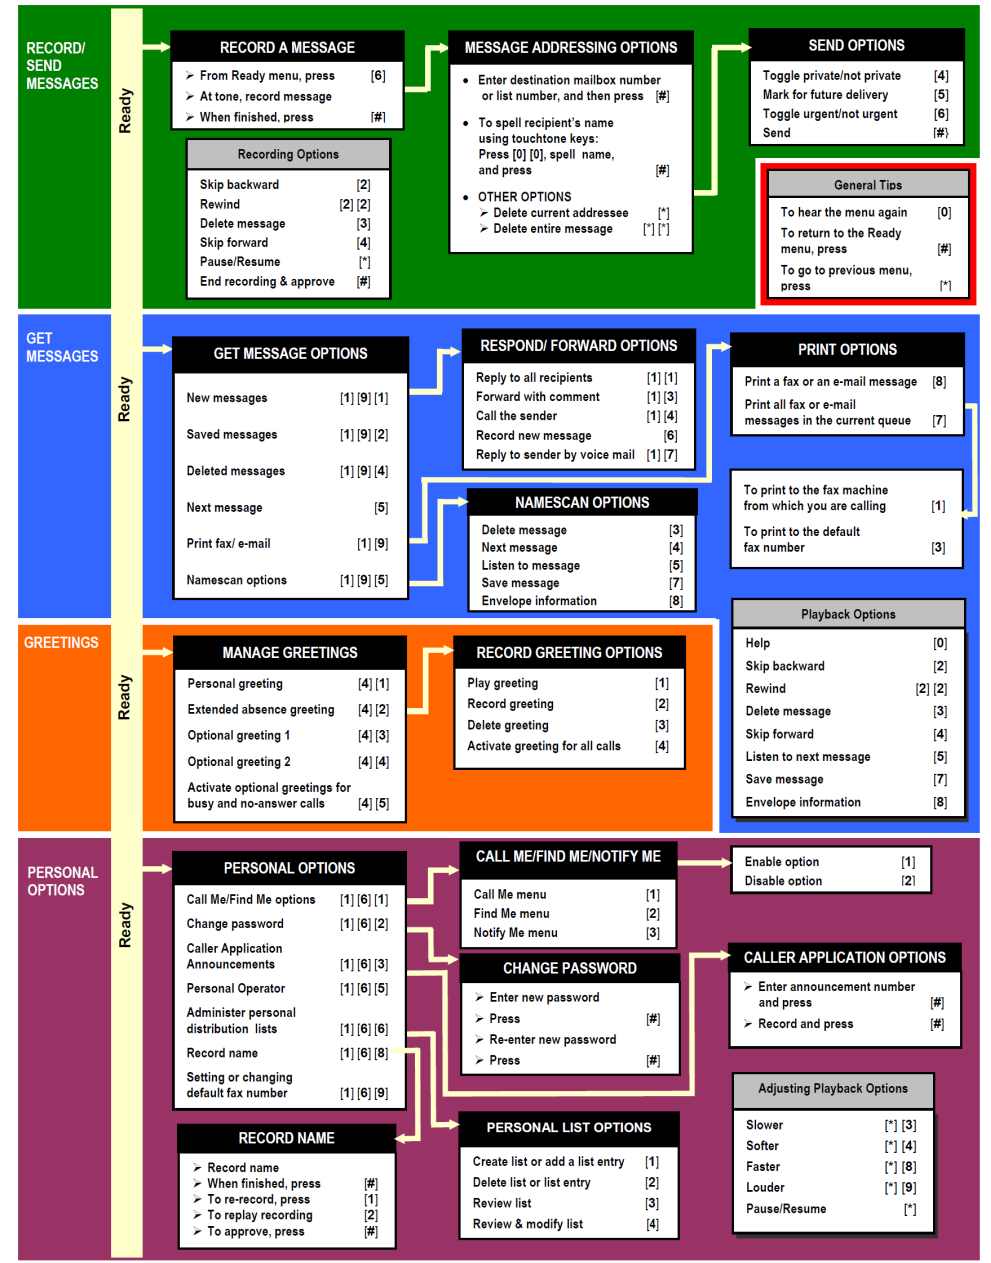 RECORD/
SEND
MESSAGES
Ready
RECORD A MESSAGE
➢ From Ready menu, press [6]
➢ At tone, record message
➢ When finished, press [#]
Recording Options
Skip backward [2]
Rewind [2] [2]
Delete message [3]
Skip forward [4]
Pause/Resume [*]
End recording & approve [#]
MESSAGE ADDRESSING OPTIONS
• Enter destination mailbox number
or list number, and then press [#]
• To spell recipient's name
using touchtone keys:
Press [0] [0], spell name,
and press [#]
• OTHER OPTIONS
➢ Delete current addressee [*]
➢ Delete entire message [*] [*]
SEND OPTIONS
Toggle private/not private [4]
Mark for future delivery [5]
Toggle urgent/not urgent [6]
Send [#}
General Tips
To hear the menu again [0]
To return to the Ready
menu, press [#]
To go to previous menu,
press [*]
GET
MESSAGES
Ready
GET MESSAGE OPTIONS
New messages [1] [9] [1]
Saved messages [1] [9] [2]
Deleted messages [1] [9] [4]
Next message [5]
Print fax/ e-mail [1] [9]
Namescan options [1] [9] [5]
RESPOND/ FORWARD OPTIONS
Reply to all recipients [1] [1]
Forward with comment [1] [3]
Call the sender [1] [4]
Record new message [6]
Reply to sender by voice mail [1] [7]
NAMESCAN OPTIONS
Delete message [3]
Next message [4]
Listen to message [5]
Save message [7]
Envelope information [8]
PRINT OPTIONS
Print a fax or an e-mail message [8]
Print all fax or e-mail
messages in the current queue [7]
To print to the fax machine
from which you are calling [1]
To print to the default
fax number [3]
Playback Options
Help [0]
Skip backward [2]
Rewind [2] [2]
Delete message [3]
Skip forward [4]
Listen to next message [5]
Save message [7]
Envelope information [8]
GREETINGS
Ready
MANAGE GREETINGS
Personal greeting [4] [1]
Extended absence greeting [4] [2]
Optional greeting 1 [4] [3]
Optional greeting 2 [4] [4]
Activate optional greetings for
busy and no-answer calls [4] [5]
RECORD GREETING OPTIONS
Play greeting [1]
Record greeting [2]
Delete greeting [3]
Activate greeting for all calls [4]
PERSONAL
OPTIONS
Ready
PERSONAL OPTIONS
Call Me/Find Me options [1] [6] [1]
Change password [1] [6] [2]
Caller Application
Announcements [1] [6] [3]
Personal Operator [1] [6] [5]
Administer personal
distribution lists [1] [6] [6]
Record name [1] [6] [8]
Setting or changing
default fax number [1] [6] [9]
RECORD NAME
➢ Record name
➢ When finished, press [#]
➢ To re-record, press [1]
➢ To replay recording [2]
➢ To approve, press [#]
CALL ME/FIND ME/NOTIFY ME
Call Me menu [1]
Find Me menu [2]
Notify Me menu [3]
Enable option [1]
Disable option [2]
CHANGE PASSWORD
➢ Enter new password
➢ Press [#]
➢ Re-enter new password
➢ Press [#]
PERSONAL LIST OPTIONS
Create list or add a list entry [1]
Delete list or list entry [2]
Review list [3]
Review & modify list [4]
CALLER APPLICATION OPTIONS
➢ Enter announcement number
and press [#]
➢ Record and press [#]
Adjusting Playback Options
Slower [*] [3]
Softer [*] [4]
Faster [*] [8]
Louder [*] [9]
Pause/Resume [*]